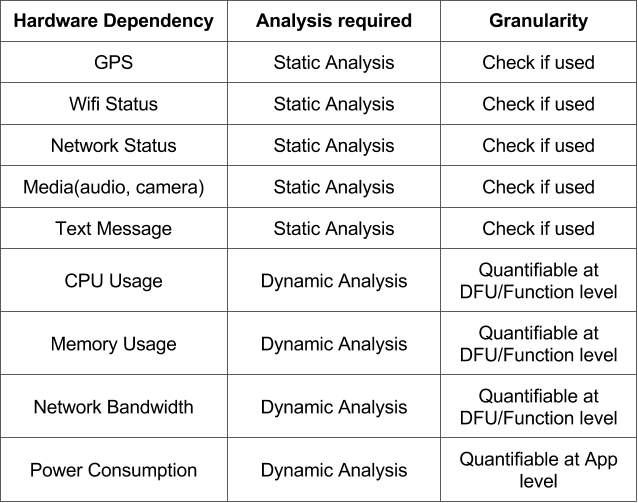 Hardware Dependency Analysis required Granularity
GPS Static Analysis Check if used
Wifi Status Static Analysis Check if used
Network Status Static Analysis Check if used
Media(audio, camera) Static Analysis Check if used
Text Message Static Analysis Check if used
CPU Usage Dynamic Analysis Quantifiable at
DFU/Function level
Memory Usage Dynamic Analysis Quantifiable at
DFU/Function level
Network Bandwidth Dynamic Analysis Quantifiable at
DFU/Function level
Power Consumption Dynamic Analysis Quantifiable at App
level